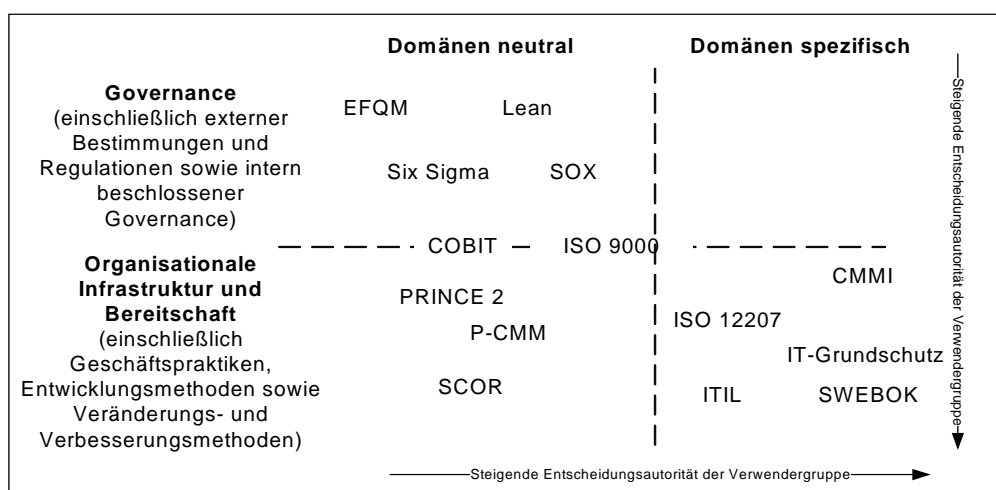 Domänen neutral
Domänen spezifisch
Governance
(einschließlich externer
Bestimmungen und
Regulationen sowie intern
beschlossener
Governance)
EFQM
Lean
Six Sigma
SOX
COBIT
ISO 9000
Organisationale
Infrastruktur und
Bereitschaft
(einschließlich
Geschäftspraktiken,
Entwicklungsmethoden sowie
Veränderungs- und
Verbesserungsmethoden)
PRINCE 2
P-CMM
SCOR
CMMI
ISO 12207
IT-Grundschutz
ITIL
SWEBOK
Steigende Entscheidungsautorität der Verwendergruppe
Steigende Entscheidungsautorität der Verwendergruppe